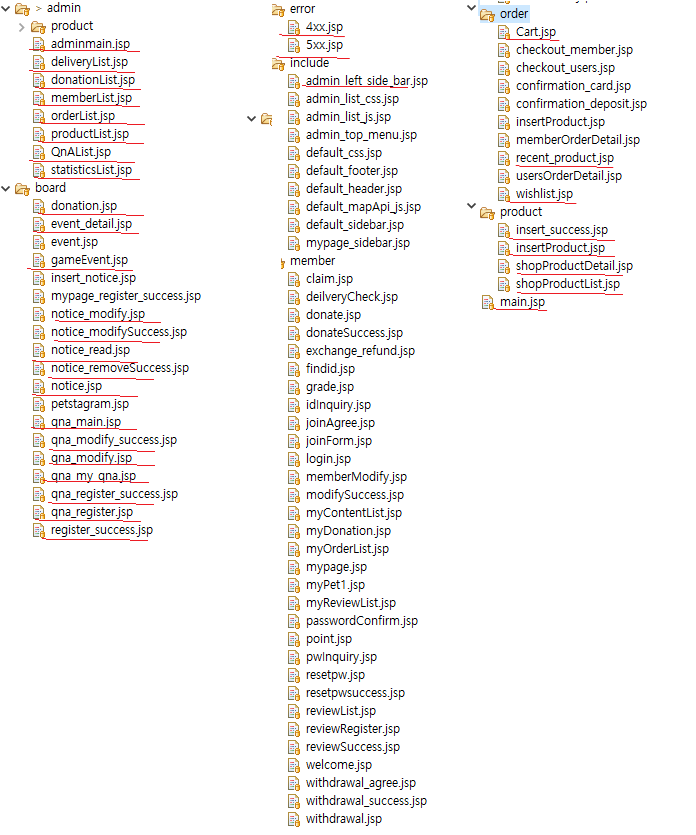 > admin
product
adminmain.jsp
deliveryList.jsp
donationList.jsp
memberList.jsp
orderList.jsp
productList.jsp
QnAList.jsp
statisticsList.jsp
board
donation.jsp
event_detail.jsp
event.jsp
gameEvent.jsp
insert_notice.jsp
mypage_register_success.jsp
notice_modify.jsp
notice_modifySuccess.jsp
notice_read.jsp
notice_removeSuccess.jsp
notice.jsp
petstagram.jsp
qna_main.jsp
qna_modify_success.jsp
qna_modify.jsp
qna_my_qna.jsp
qna_register_success.jsp
qna_register.jsp
register_success.jsp
error
4xx.jsp
5xx.jsp
include
admin_left_side_bar.jsp
admin_list_css.jsp
admin_list_js.jsp
admin_top_menu.jsp
default_css.jsp
default_footer.jsp
default_header.jsp
default_mapApi_js.jsp
default_sidebar.jsp
mypage_sidebar.jsp
member
claim.jsp
deilveryCheck.jsp
donate.jsp
donateSuccess.jsp
exchange_refund.jsp
findid.jsp
grade.jsp
idInquiry.jsp
joinAgree.jsp
joinForm.jsp
login.jsp
memberModify.jsp
modifySuccess.jsp
myContentList.jsp
myDonation.jsp
myOrderList.jsp
mypage.jsp
myPet1.jsp
myReviewList.jsp
passwordConfirm.jsp
point.jsp
pwInquiry.jsp
resetpw.jsp
resetpwsuccess.jsp
reviewList.jsp
reviewRegister.jsp
reviewSuccess.jsp
welcome.jsp
withdrawal_agree.jsp
withdrawal_success.jsp
withdrawal.jsp
order
Cart.jsp
checkout_member.jsp
checkout_users.jsp
confirmation_card.jsp
confirmation_deposit.jsp
insertProduct.jsp
memberOrderDetail.jsp
recent_product.jsp
usersOrderDetail.jsp
wishlist.jsp
product
insert_success.jsp
insertProduct.jsp
shopProductDetail.jsp
shopProductList.jsp
main.jsp